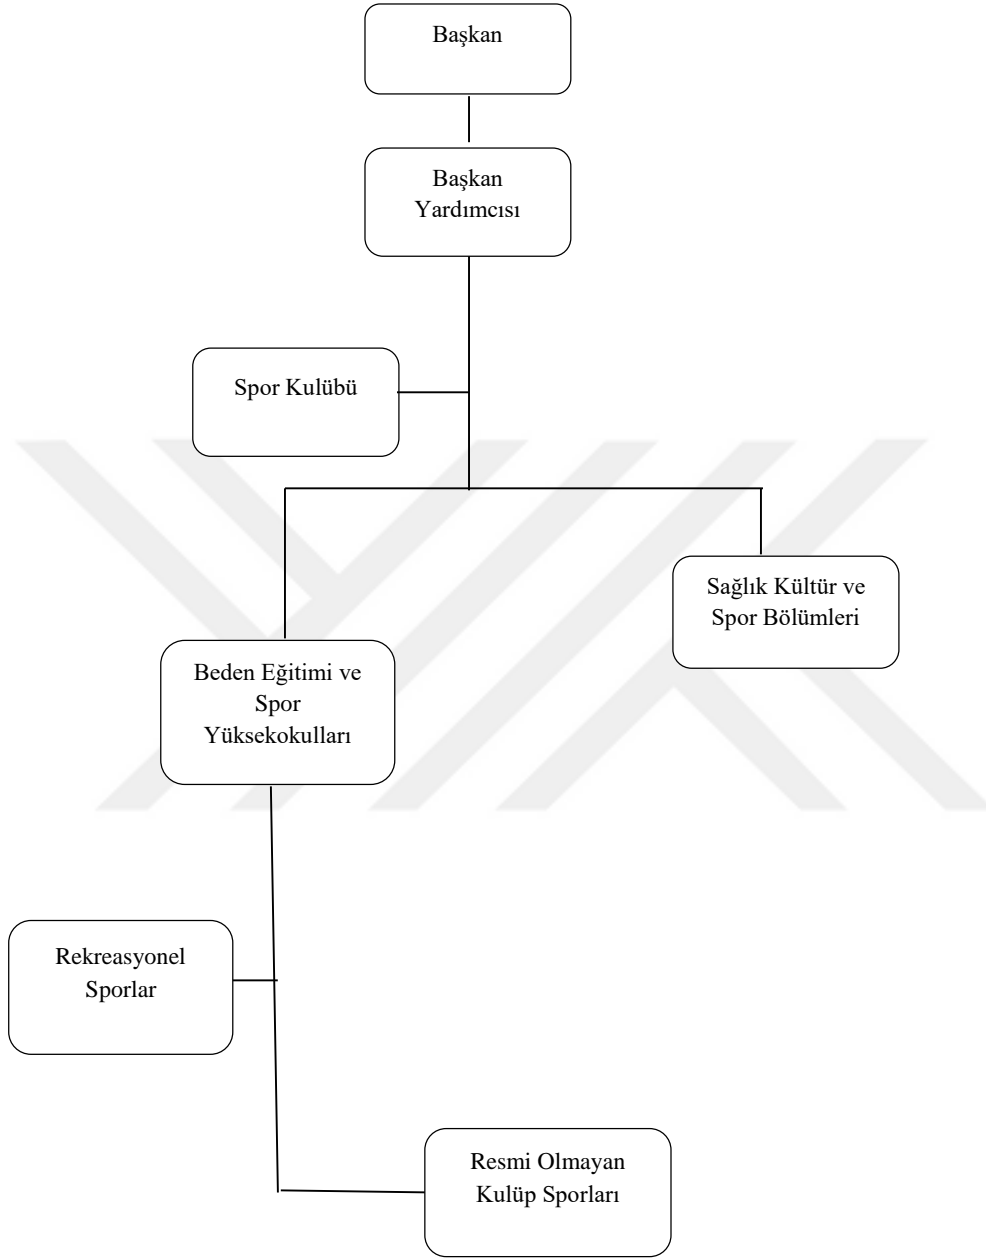 Başkan
Başkan
Yardımcısı
Spor Kulübü
Sağlık Kültür ve
Spor Bölümleri
Beden Eğitimi ve
Spor
Yüksekokulları
Rekreasyonel
Sporlar
Resmi Olmayan
Kulüp Sporları